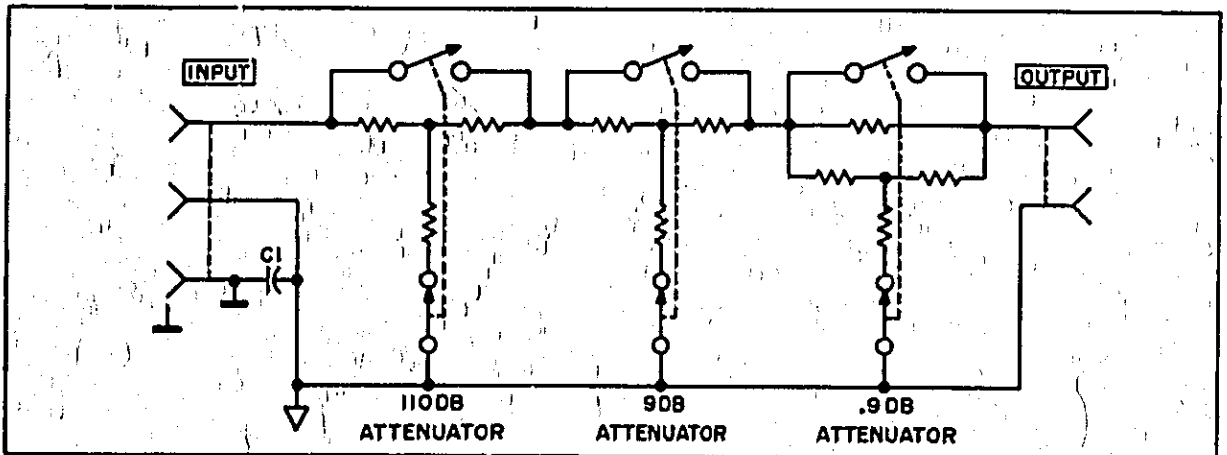 INPUT
OUTPUT
C1
110DB
ATTENUATOR
9DB
ATTENUATOR
.9DB
ATTENUATOR